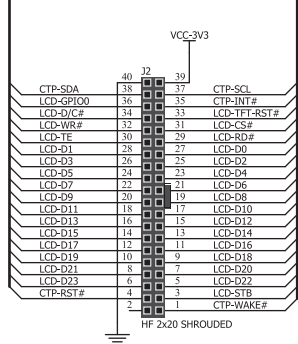 VCC-3V3
J2
40 39
CTP-SDA 38 37 CTP-SCL
LCD-GPIO0 36 35 CTP-INT#
LCD-D/C# 34 33 LCD-TFT-RST#
LCD-WR# 32 31 LCD-CS#
LCD-TE 30 29 LCD-RD#
LCD-D1 28 27 LCD-D0
LCD-D3 26 25 LCD-D2
LCD-D5 24 23 LCD-D4
LCD-D7 22 21 LCD-D6
LCD-D9 20 19 LCD-D8
LCD-D11 18 17 LCD-D10
LCD-D13 16 15 LCD-D12
LCD-D15 14 13 LCD-D14
LCD-D17 12 11 LCD-D16
LCD-D19 10 9 LCD-D18
LCD-D21 8 7 LCD-D20
LCD-D23 6 5 LCD-D22
CTP-RST# 4 3 LCD-STB
2 1 CTP-WAKE#
HF 2x20 SHROUDED